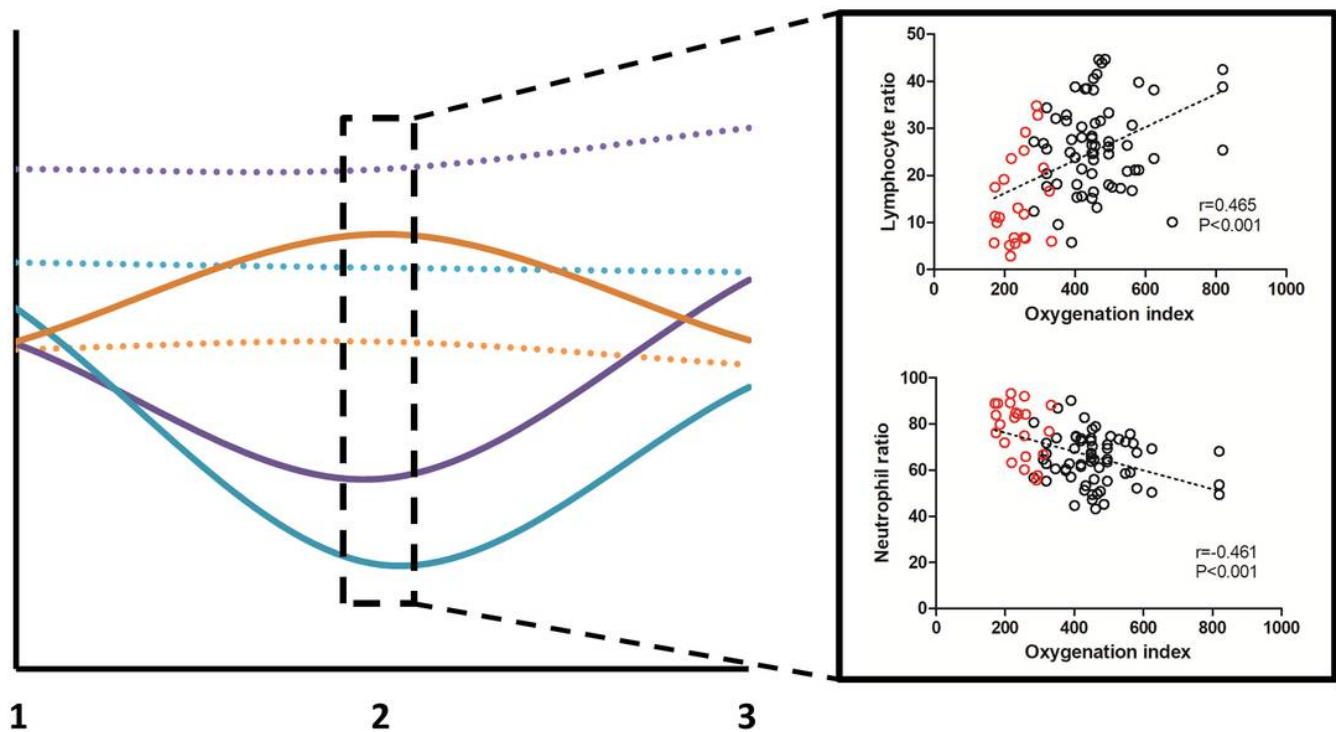 1
2
3
50
40
30
20
10
0
Lymphocyte ratio
r=0.465
P<0.001
0 200 400 600 800 1000
Oxygenation index
100
80
60
40
20
0
Neutrophil ratio
r=-0.461
P<0.001
0 200 400 600 800 1000
Oxygenation index